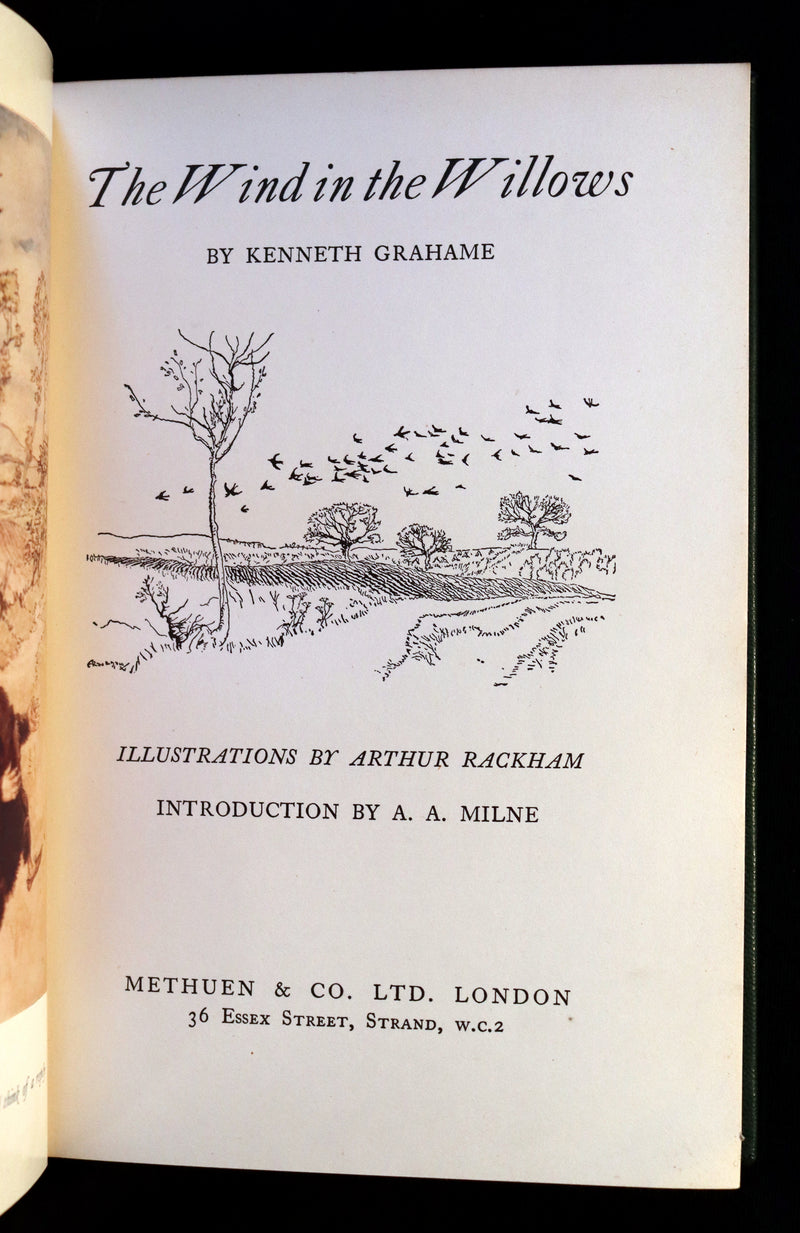 The Wind in the Willows
BY KENNETH GRAHAME
ILLUSTRATIONS BY ARTHUR RACKHAM
INTRODUCTION BY A. A. MILNE
METHUEN & CO. LTD. LONDON
36 ESSEX STREET, STRAND, W.C.2
of a